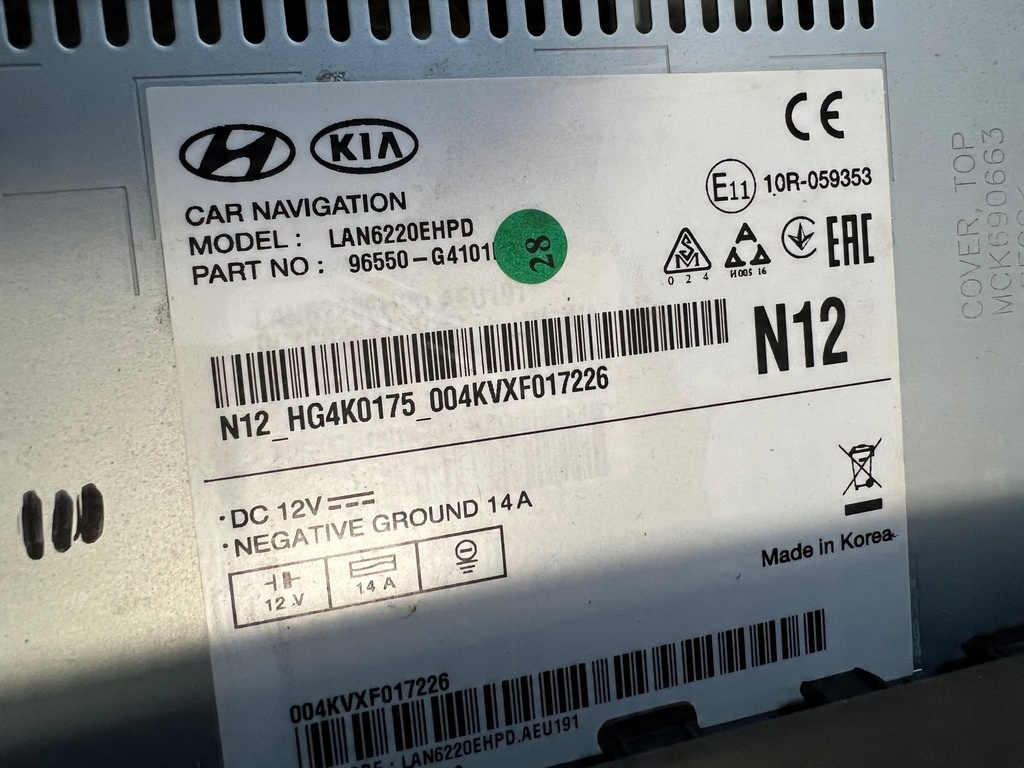 KIA
CE
CAR NAVIGATION
MODEL : LAN6220EHPD
PART NO : 96550-G4101
28
E11 10R-059353
0 2 4
EAC
N12
N12_HG4K0175_004KVXF017226
·DC 12V
·NEGATIVE GROUND 14A
12 V
14 A
Made in Korea
004KVXF017226
LAN6220EHPD.AEU191
COVER, TOP
MCK690663